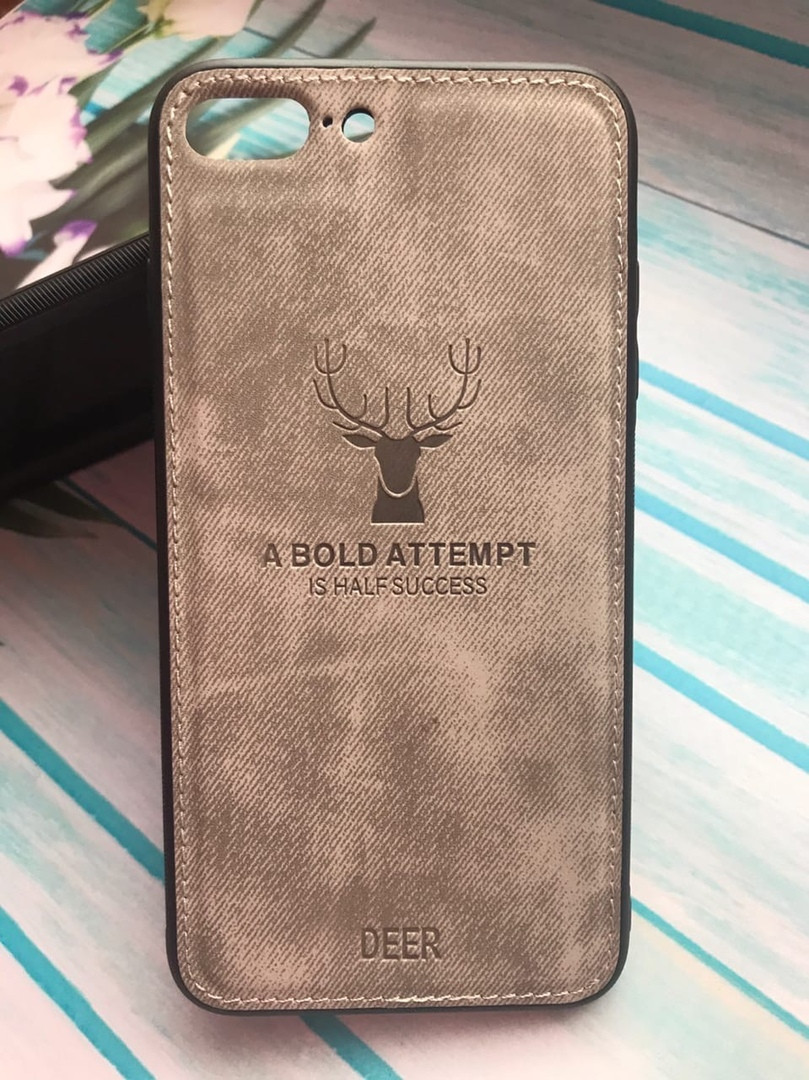 A BOLD ATTEMPT
IS HALF SUCCESS
DEER